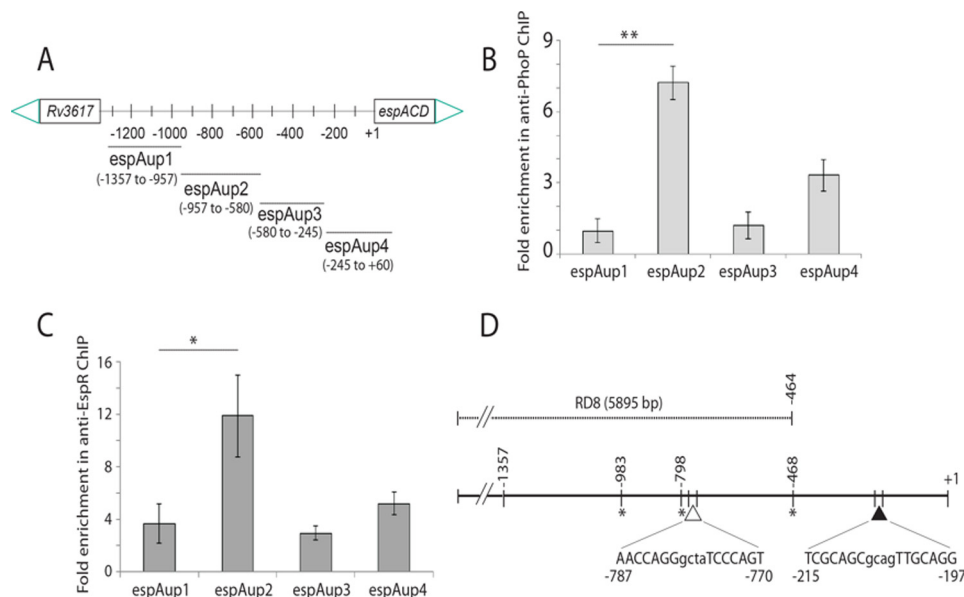 A
Rv3617
espACD
-1200 -1000 -800 -600 -400 -200 +1
espAup1
(-1357 to -957)
espAup2
(-957 to -580)
espAup3
(-580 to -245)
espAup4
(-245 to +60)
B
Fold enrichment in anti-PhoP ChIP
9
6
3
0
**
espAup1 espAup2 espAup3 espAup4
C
Fold enrichment in anti-EspR ChIP
16
12
8
4
0
*
espAup1 espAup2 espAup3 espAup4
D
RD8 (5895 bp)
-464
-1357
-983
-798
-468
+1
* * *
AACCAGGgctaTCCCAGT
-787 -770
TCGCAGCgcagTTGCAGG
-215 -197